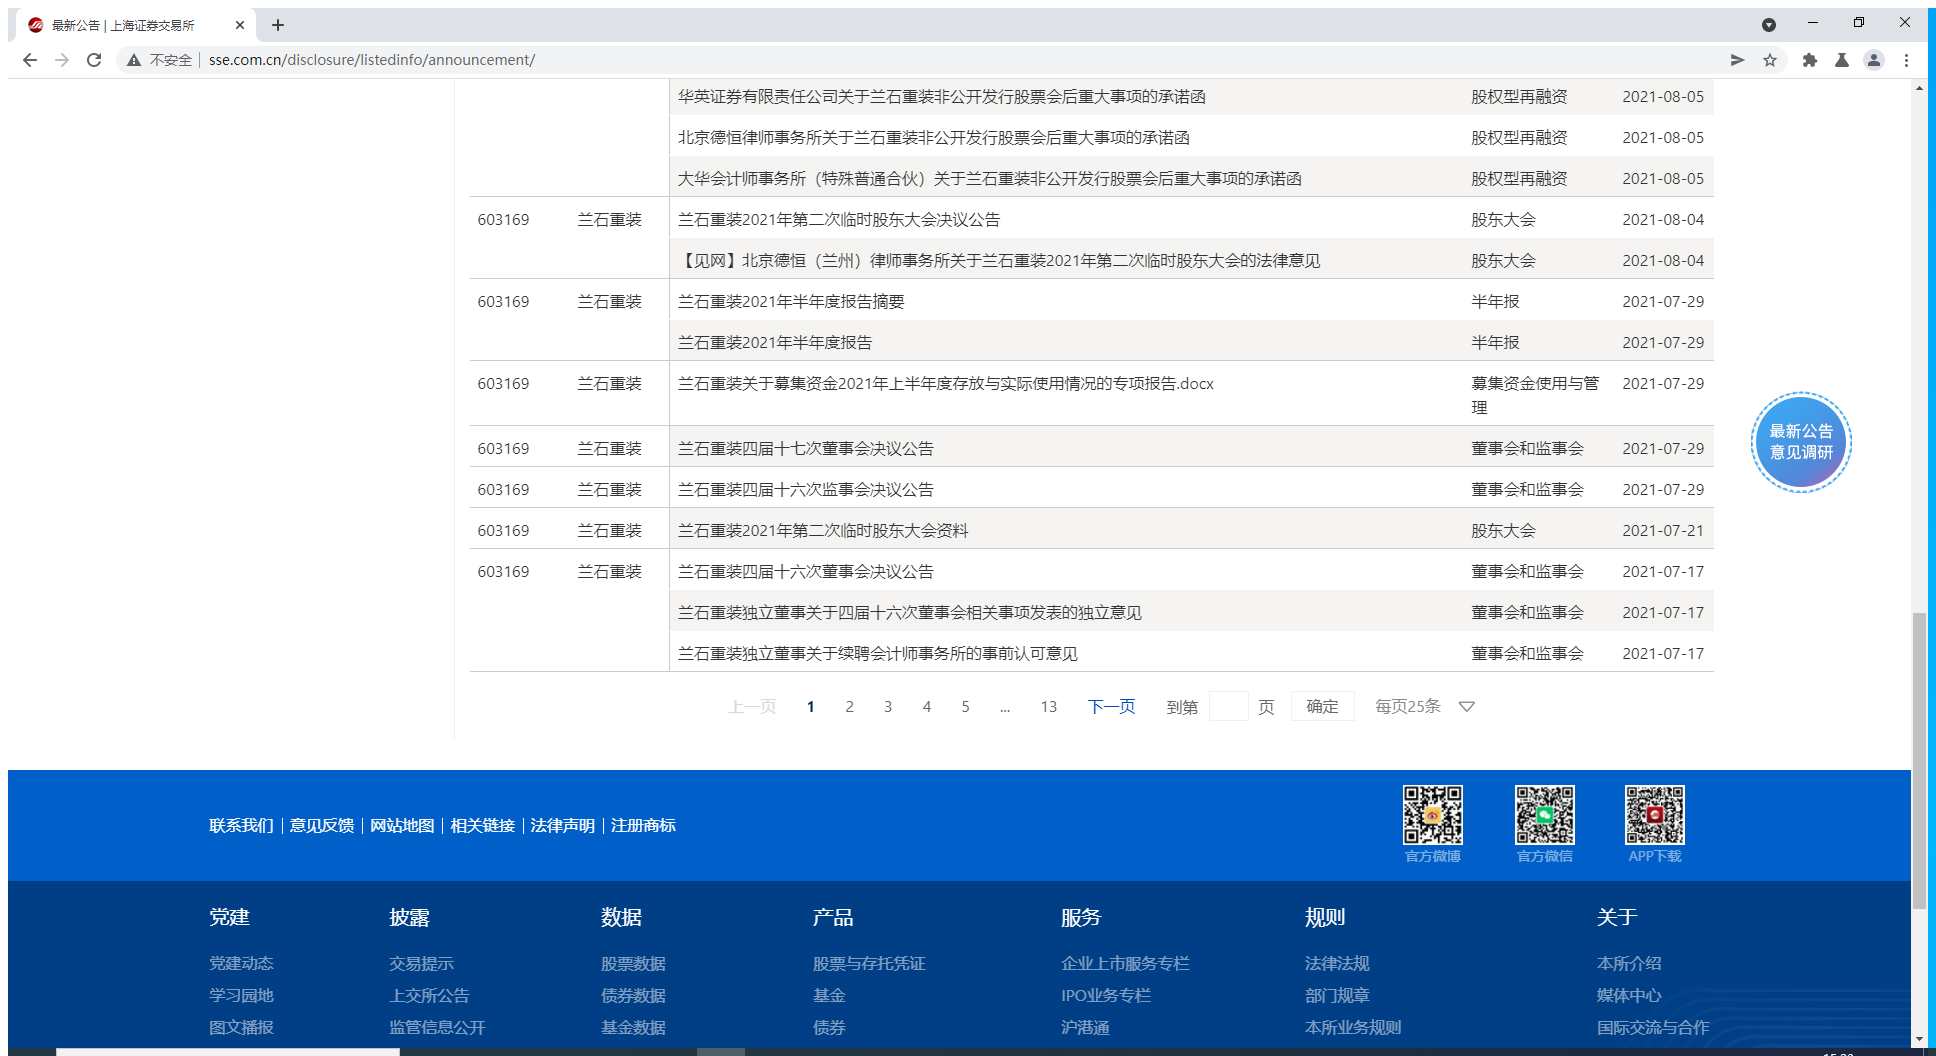 最新公告 | 上海证券交易所
不安全 sse.com.cn/disclosure/listedinfo/announcement/
华英证券有限责任公司关于兰石重装非公开发行股票会后重大事项的承诺函 股权型再融资 2021-08-05
北京德恒律师事务所关于兰石重装非公开发行股票会后重大事项的承诺函 股权型再融资 2021-08-05
大华会计师事务所（特殊普通合伙）关于兰石重装非公开发行股票会后重大事项的承诺函 股权型再融资 2021-08-05
603169 兰石重装 兰石重装2021年第二次临时股东大会决议公告 股东大会 2021-08-04
【见网】北京德恒（兰州）律师事务所关于兰石重装2021年第二次临时股东大会的法律意见 股东大会 2021-08-04
603169 兰石重装 兰石重装2021年半年度报告摘要 半年报 2021-07-29
兰石重装2021年半年度报告 半年报 2021-07-29
603169 兰石重装 兰石重装关于募集资金2021年上半年度存放与实际使用情况的专项报告.docx 募集资金使用与管 2021-07-29
理
603169 兰石重装 兰石重装四届十七次董事会决议公告 董事会和监事会 2021-07-29
603169 兰石重装 兰石重装四届十六次监事会决议公告 董事会和监事会 2021-07-29
603169 兰石重装 兰石重装2021年第二次临时股东大会资料 股东大会 2021-07-21
603169 兰石重装 兰石重装四届十六次董事会决议公告 董事会和监事会 2021-07-17
兰石重装独立董事关于四届十六次董事会相关事项发表的独立意见 董事会和监事会 2021-07-17
兰石重装独立董事关于续聘会计师事务所的事前认可意见 董事会和监事会 2021-07-17
最新公告
意见调研
上一页 1 2 3 4 5 ... 13 下一页 到第 页 确定 每页25条
联系我们 | 意见反馈 | 网站地图 | 相关链接 | 法律声明 | 注册商标
官方微博 官方微信 APP下载
党建 披露 数据 产品 服务 规则 关于
党建动态 交易提示 股票数据 股票与存托凭证 企业上市服务专栏 法律法规 本所介绍
学习园地 上交所公告 债券数据 基金 IPO业务专栏 部门规章 媒体中心
图文播报 监管信息公开 基金数据 债券 沪港通 本所业务规则 国际交流与合作